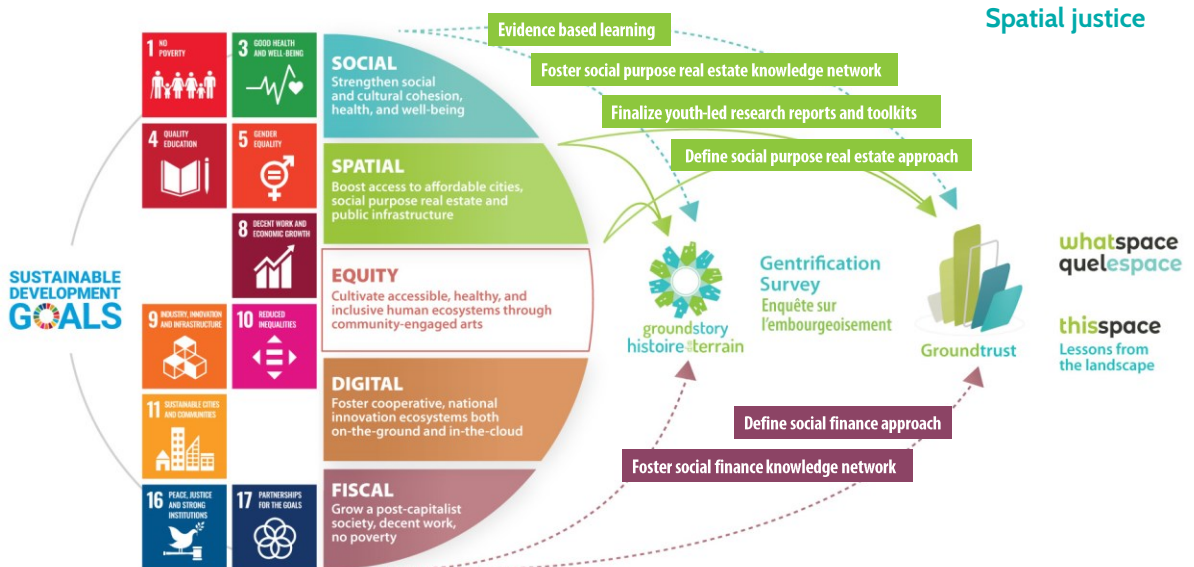 Spatial justice
Evidence based learning
Foster social purpose real estate knowledge network
Finalize youth-led research reports and toolkits
Define social purpose real estate approach
SUSTAINABLE
DEVELOPMENT
GOALS
1 NO
POVERTY
3 GOOD HEALTH
AND WELL-BEING
4 QUALITY
EDUCATION
5 GENDER
EQUALITY
8 DECENT WORK AND
ECONOMIC GROWTH
9 INDUSTRY, INNOVATION
AND INFRASTRUCTURE
10 REDUCED
INEQUALITIES
11 SUSTAINABLE CITIES
AND COMMUNITIES
16 PEACE, JUSTICE
AND STRONG
INSTITUTIONS
17 PARTNERSHIPS
FOR THE GOALS
SOCIAL
Strengthen social
and cultural cohesion,
health, and well-being
SPATIAL
Boost access to affordable cities,
social purpose real estate and
public infrastructure
EQUITY
Cultivate accessible, healthy, and
inclusive human ecosystems through
community-engaged arts
DIGITAL
Foster cooperative, national
innovation ecosystems both
on-the-ground and in-the-cloud
FISCAL
Grow a post-capitalist
society, decent work,
no poverty
groundstory
histoire terrain
Gentrification
Survey
Enquête sur
l'embourgeoisement
Groundtrust
whatspace
quelespace
thisspace
Lessons from
the landscape
Define social finance approach
Foster social finance knowledge network